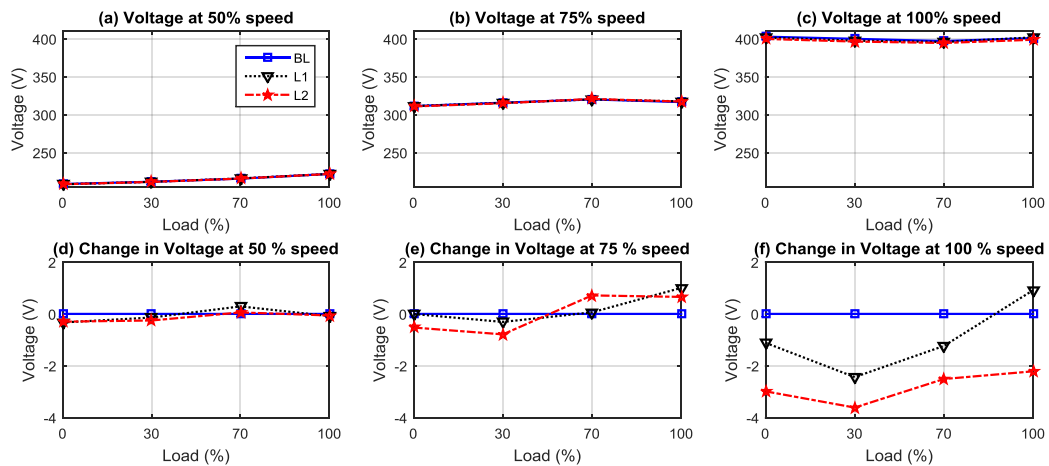 (a) Voltage at 50% speed
(b) Voltage at 75% speed
(c) Voltage at 100% speed
400
350
300
250
Voltage (V)
BL
L1
L2
0
30
70
100
Load (%)
400
350
300
250
Voltage (V)
0
30
70
100
Load (%)
400
350
300
250
Voltage (V)
0
30
70
100
Load (%)
(d) Change in Voltage at 50 % speed
(e) Change in Voltage at 75 % speed
(f) Change in Voltage at 100 % speed
2
0
-2
-4
Voltage (V)
0
30
70
100
Load (%)
2
0
-2
-4
Voltage (V)
0
30
70
100
Load (%)
2
0
-2
-4
Voltage (V)
0
30
70
100
Load (%)